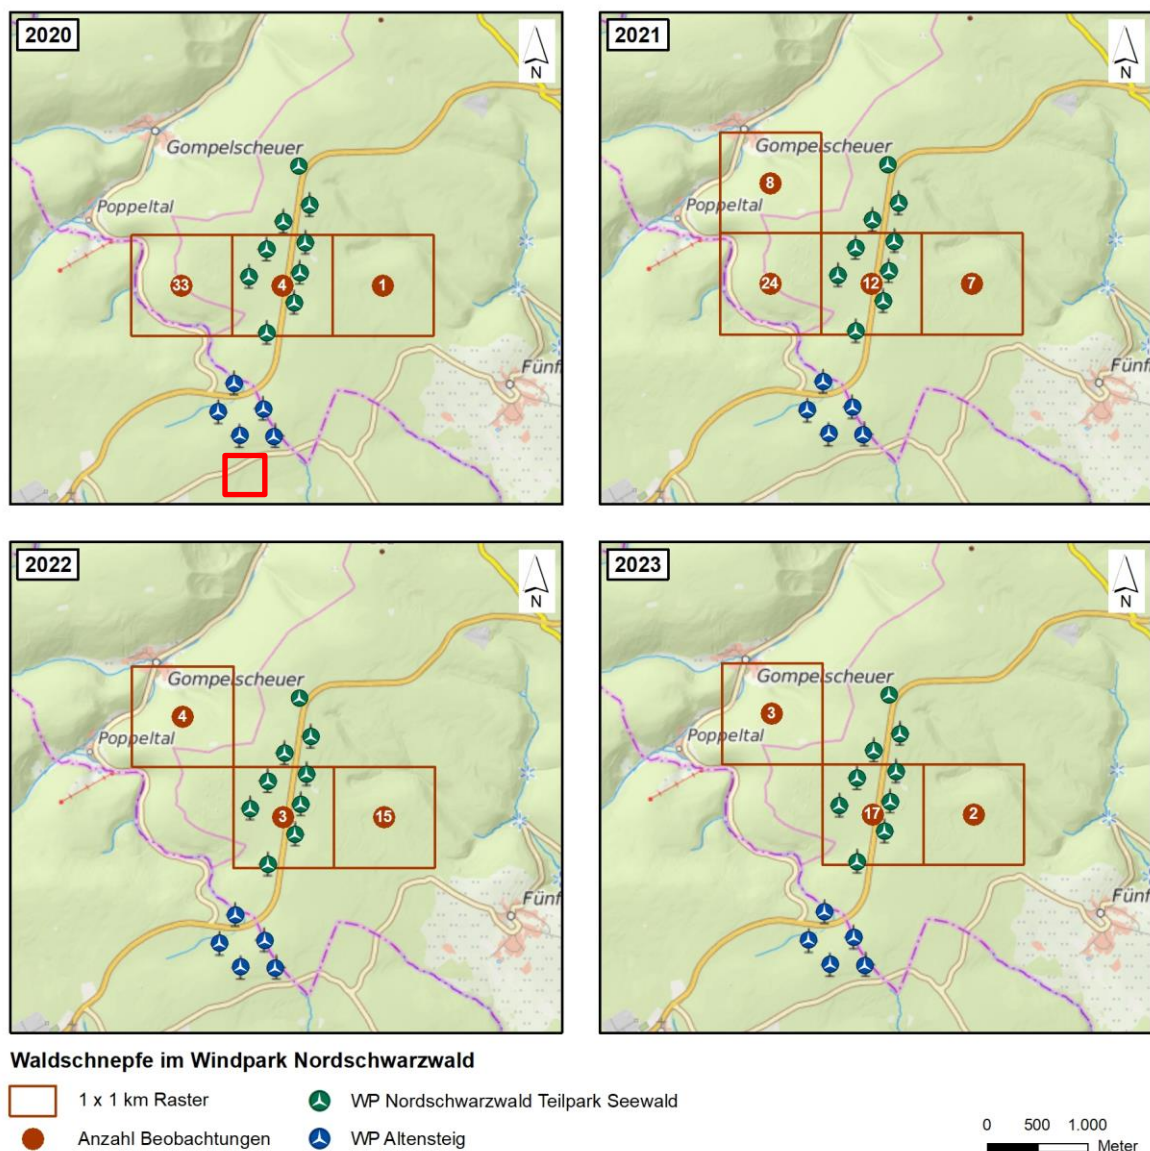 2020
N
Gompelscheuer
Poppeltal
33
4
1
Fünf
2021
N
Gompelscheuer
8
Poppeltal
24
12
7
Fünf
2022
N
Gompelscheuer
4
Poppeltal
3
15
Fünf
2023
N
Gompelscheuer
3
Poppeltal
17
2
Fünf
Waldschnepfe im Windpark Nordschwarzwald
1 x 1 km Raster
WP Nordschwarzwald Teilpark Seewald
Anzahl Beobachtungen
WP Altensteig
0 500 1.000
Meter